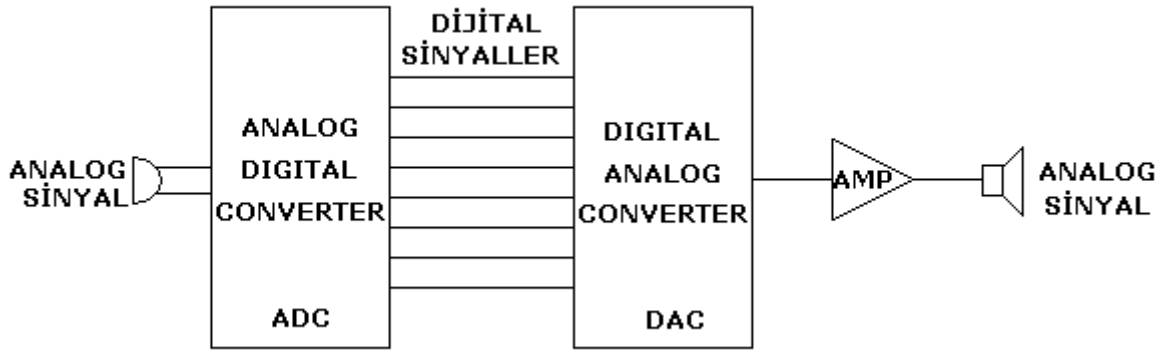 ANALOG
SİNYAL
ANALOG
DIGITAL
CONVERTER
ADC
DİJİTAL
SİNYALLER
DIGITAL
ANALOG
CONVERTER
DAC
AMP
ANALOG
SİNYAL